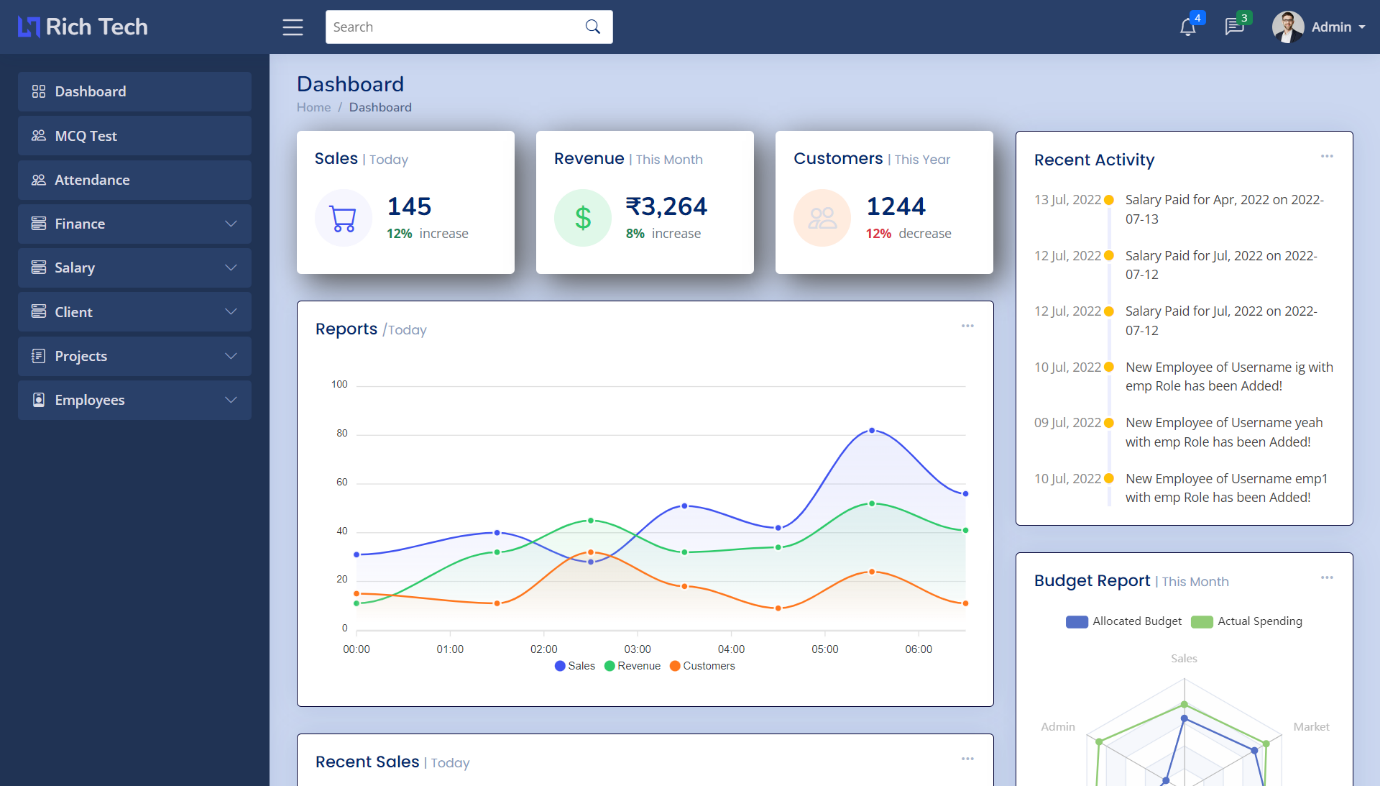 Rich Tech
Search
4
3
Admin
Dashboard
MCQ Test
Attendance
Finance
Salary
Client
Projects
Employees
Dashboard
Home / Dashboard
Sales | Today
145
12% increase
Revenue | This Month
₹3,264
8% increase
Customers | This Year
1244
12% decrease
Reports /Today
100
80
60
40
20
0
00:00 01:00 02:00 03:00 04:00 05:00 06:00
Sales Revenue Customers
Recent Sales | Today
Recent Activity
13 Jul, 2022 Salary Paid for Apr, 2022 on 2022-
07-13
12 Jul, 2022 Salary Paid for Jul, 2022 on 2022-
07-12
12 Jul, 2022 Salary Paid for Jul, 2022 on 2022-
07-12
10 Jul, 2022 New Employee of Username ig with
emp Role has been Added!
09 Jul, 2022 New Employee of Username yeah
with emp Role has been Added!
10 Jul, 2022 New Employee of Username emp1
with emp Role has been Added!
Budget Report | This Month
Allocated Budget Actual Spending
Sales
Admin
Market